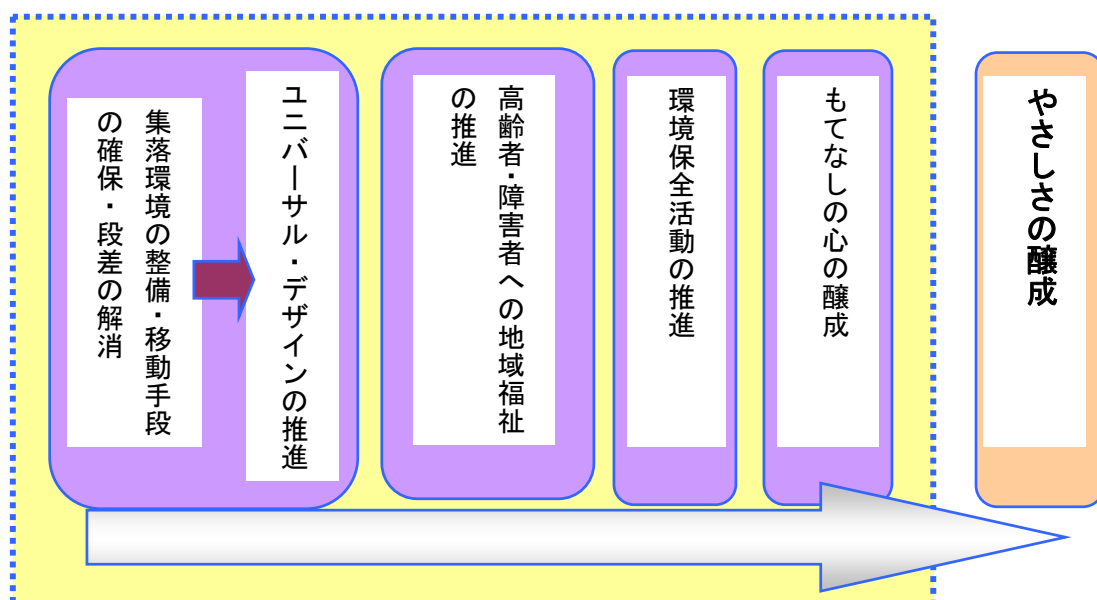 やさしさの醸成
もてなしの心の醸成
環境保全活動の推進
高齢者・障害者への地域福祉
の推進
ユニバーサル・デザインの推進
集落環境の整備・移動手段
の確保・段差の解消